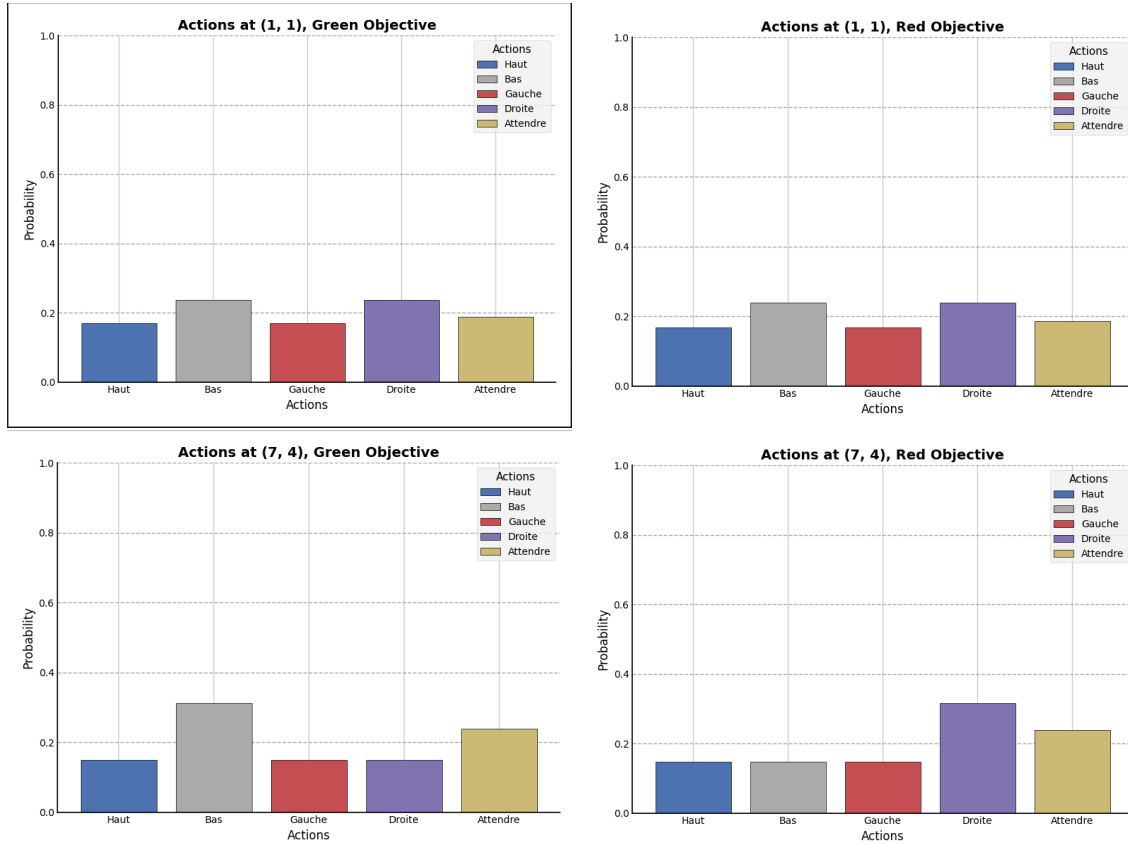 Actions at (1, 1), Green Objective
1.0
0.8
0.6
0.4
0.2
0.0
Probability
Actions
Haut
Bas
Gauche
Droite
Attendre
Haut
Bas
Gauche
Droite
Attendre
Actions
Actions at (1, 1), Red Objective
1.0
0.8
0.6
0.4
0.2
0.0
Probability
Actions
Haut
Bas
Gauche
Droite
Attendre
Haut
Bas
Gauche
Droite
Attendre
Actions
Actions at (7, 4), Green Objective
1.0
0.8
0.6
0.4
0.2
0.0
Probability
Actions
Haut
Bas
Gauche
Droite
Attendre
Haut
Bas
Gauche
Droite
Attendre
Actions
Actions at (7, 4), Red Objective
1.0
0.8
0.6
0.4
0.2
0.0
Probability
Actions
Haut
Bas
Gauche
Droite
Attendre
Haut
Bas
Gauche
Droite
Attendre
Actions